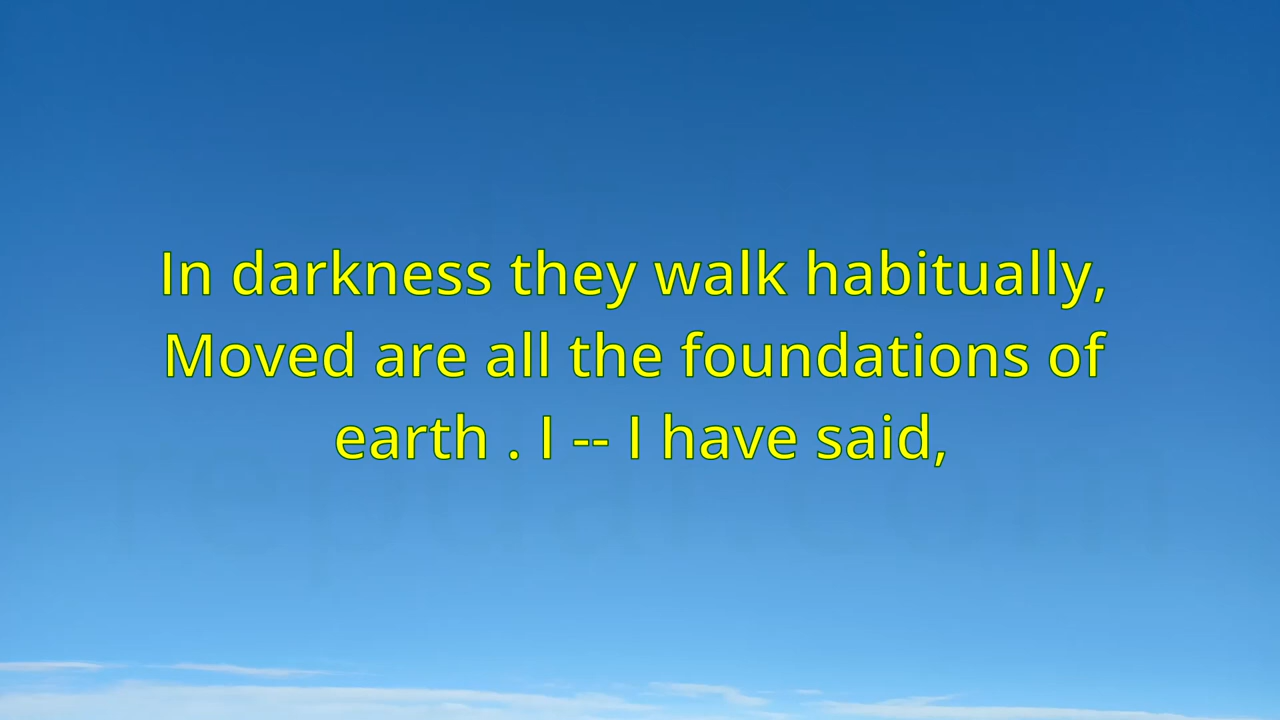 In darkness they walk habitually,
Moved are all the foundations of
earth . I -- I have said,